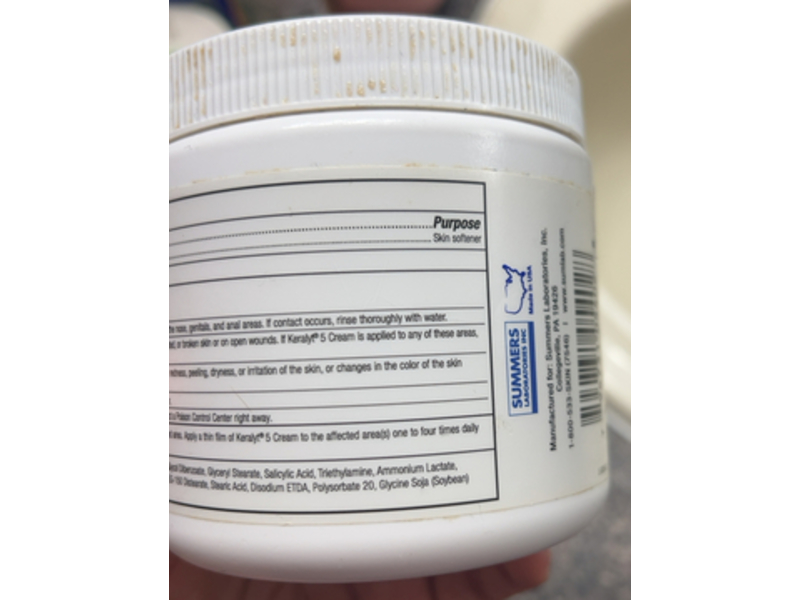 Purpose
Skin softener
the nose, genitals, and anal areas. If contact occurs, rinse thoroughly with water.
or broken skin or on open wounds. If Keralyt® 5 Cream is applied to any of these areas,
redness, peeling, dryness, or irritation of the skin, or changes in the color of the skin
a Poison Control Center right away.
area. Apply a thin film of Keralyt® 5 Cream to the affected area(s) one to four times daily
Glyceryl Stearate, Salicylic Acid, Triethylamine, Ammonium Lactate,
Stearic Acid, Disodium ETDA, Polysorbate 20, Glycine Soja (Soybean)
SUMMERS
LABORATORIES INC
Made in USA
Manufactured for: Summers Laboratories, Inc.
Collegeville, PA 19426
1-800-533-SKIN (7546) | www.sumlab.com